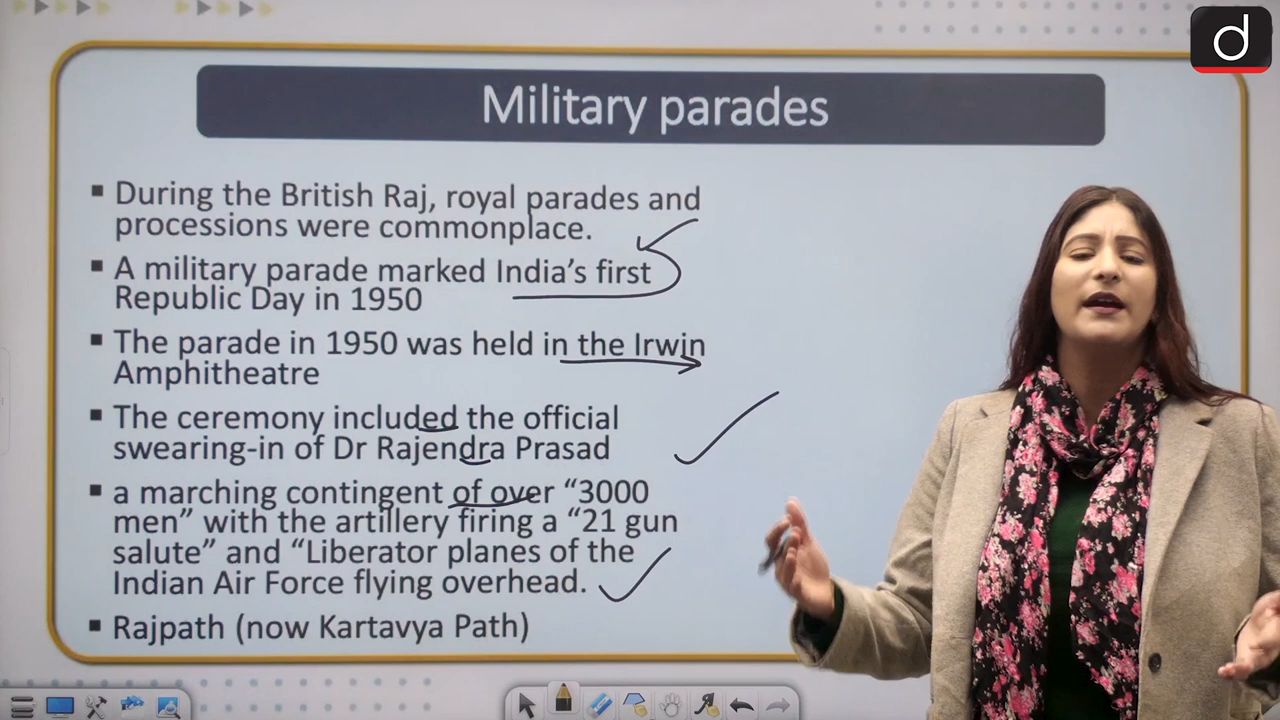 d
Military parades
▪ During the British Raj, royal parades and
processions were commonplace.
▪ A military parade marked India's first
Republic Day in 1950
▪ The parade in 1950 was held in the Irwin
Amphitheatre
▪ The ceremony included the official
swearing-in of Dr Rajendra Prasad
▪ a marching contingent of over “3000
men” with the artillery firing a “21 gun
salute” and “Liberator planes of the
Indian Air Force flying overhead.
▪ Rajpath (now Kartavya Path)